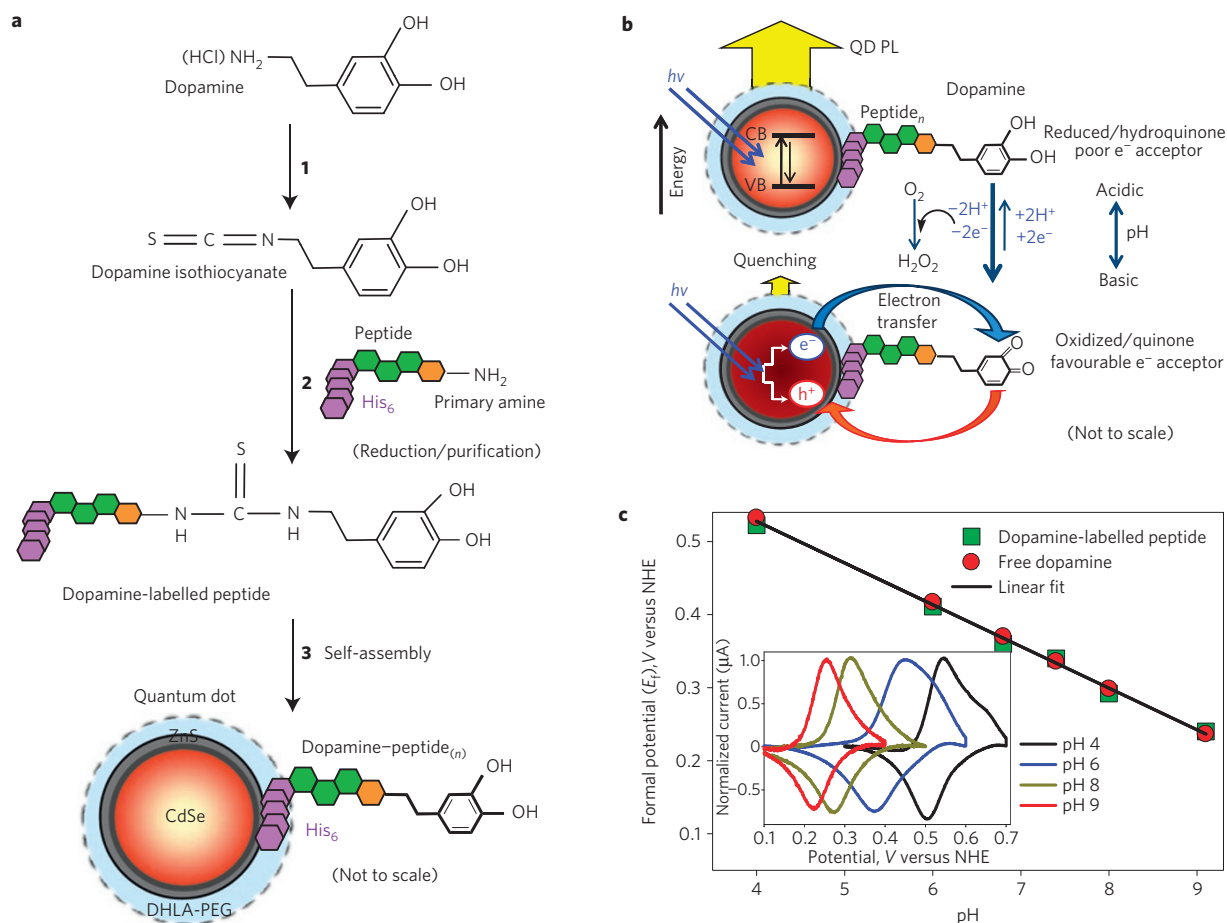 a
(HCl) NH2
OH
OH
Dopamine
1
S
C
N
OH
OH
Dopamine isothiocyanate
2
Peptide
NH2
His6
Primary amine
(Reduction/purification)
S
C
N
H
N
H
OH
OH
Dopamine-labelled peptide
3 Self-assembly
Quantum dot
ZnS
CdSe
DHLA-PEG
Dopamine–peptide(n)
OH
OH
His6
(Not to scale)
b
QD PL
hν
Energy
CB
VB
Peptiden
Dopamine
OH
OH
Reduced/hydroquinone
poor e− acceptor
O2
H2O2
−2H+
−2e−
+2H+
+2e−
Acidic
pH
Basic
Quenching
hν
Electron
transfer
e−
h+
O
O
Oxidized/quinone
favourable e− acceptor
(Not to scale)
c
Formal potential (Ef), V versus NHE
0.5
0.4
0.3
0.2
0.1
Dopamine-labelled peptide
Free dopamine
Linear fit
Normalized current (μA)
1.0
0.5
0
−0.5
0.1 0.2 0.3 0.4 0.5 0.6 0.7
Potential, V versus NHE
pH 4
pH 6
pH 8
pH 9
4 5 6 7 8 9
pH